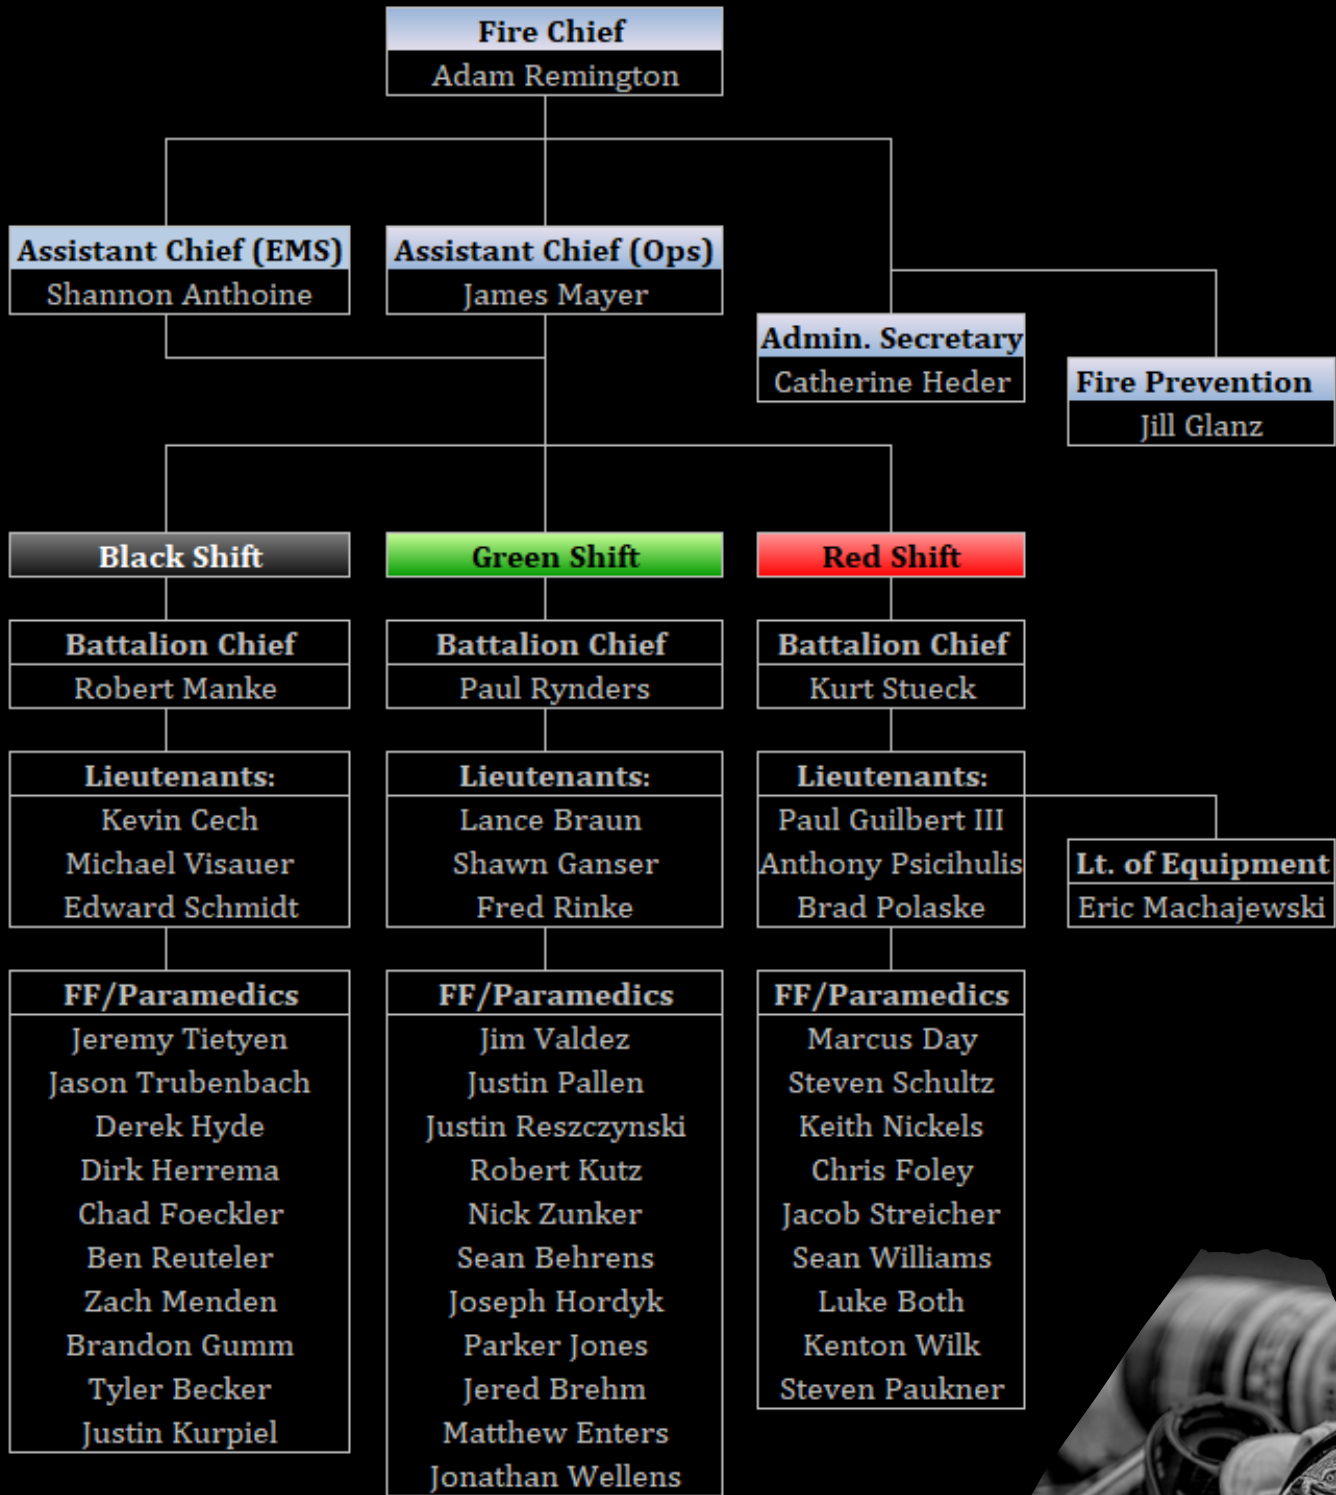 Fire Chief
Adam Remington
Assistant Chief (EMS)
Shannon Anthoine
Assistant Chief (Ops)
James Mayer
Admin. Secretary
Catherine Heder
Fire Prevention
Jill Glanz
Black Shift
Battalion Chief
Robert Manke
Lieutenants:
Kevin Cech
Michael Visauer
Edward Schmidt
FF/Paramedics
Jeremy Tietyen
Jason Trubenbach
Derek Hyde
Dirk Herrema
Chad Foeckler
Ben Reuteler
Zach Menden
Brandon Gumm
Tyler Becker
Justin Kurpiel
Green Shift
Battalion Chief
Paul Rynders
Lieutenants:
Lance Braun
Shawn Ganser
Fred Rinke
FF/Paramedics
Jim Valdez
Justin Pallen
Justin Reszczynski
Robert Kutz
Nick Zunker
Sean Behrens
Joseph Hordyk
Parker Jones
Jered Brehm
Matthew Enters
Jonathan Wellens
Red Shift
Battalion Chief
Kurt Stueck
Lieutenants:
Paul Guilbert III
Anthony Psicihulis
Brad Polaske
Lt. of Equipment
Eric Machajewski
FF/Paramedics
Marcus Day
Steven Schultz
Keith Nickels
Chris Foley
Jacob Streicher
Sean Williams
Luke Both
Kenton Wilk
Steven Paukner